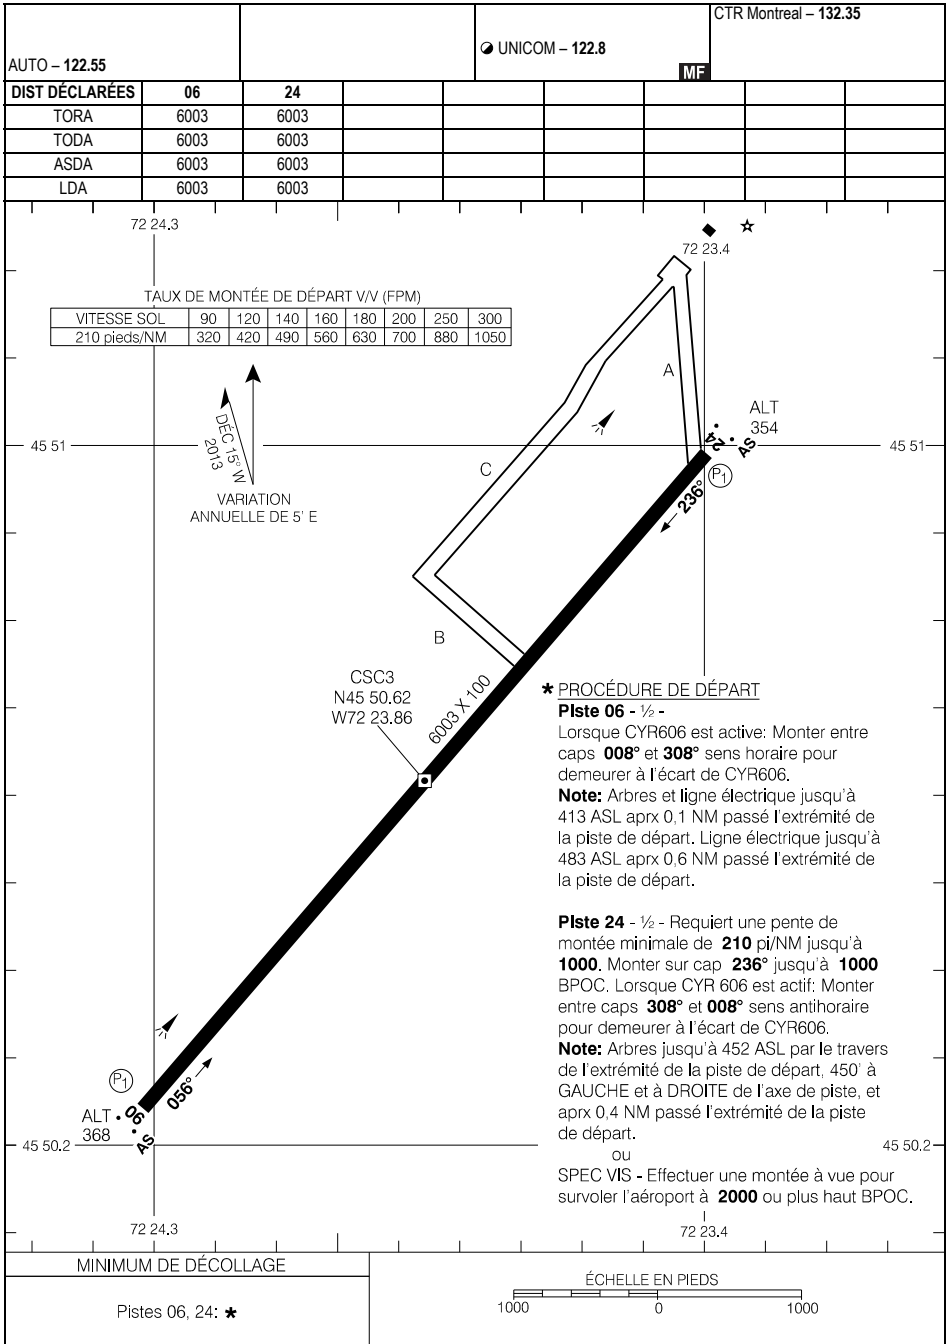 AUTO – 122.55
UNICOM – 122.8
MF
CTR Montreal – 132.35
DIST DÉCLARÉES 06 24
TORA 6003 6003
TODA 6003 6003
ASDA 6003 6003
LDA 6003 6003
72 24.3
72 23.4
TAUX DE MONTÉE DE DÉPART V/V (FPM)
VITESSE SOL 90 120 140 160 180 200 250 300
210 pieds/NM 320 420 490 560 630 700 880 1050
DÉC 15° W
2013
VARIATION
ANNUELLE DE 5' E
45 51
45 51
A
C
B
ALT
354
24
AS
P1
236°
CSC3
N45 50.62
W72 23.86
6003 X 100
* PROCÉDURE DE DÉPART
Piste 06 - ½ -
Lorsque CYR606 est active: Monter entre
caps 008° et 308° sens horaire pour
demeurer à l'écart de CYR606.
Note: Arbres et ligne électrique jusqu'à
413 ASL aprx 0,1 NM passé l'extrémité de
la piste de départ. Ligne électrique jusqu'à
483 ASL aprx 0,6 NM passé l'extrémité de
la piste de départ.
Piste 24 - ½ - Requiert une pente de
montée minimale de 210 pi/NM jusqu'à
1000. Monter sur cap 236° jusqu'à 1000
BPOC. Lorsque CYR 606 est actif: Monter
entre caps 308° et 008° sens antihoraire
pour demeurer à l'écart de CYR606.
Note: Arbres jusqu'à 452 ASL par le travers
de l'extrémité de la piste de départ, 450' à
GAUCHE et à DROITE de l'axe de piste, et
aprx 0,4 NM passé l'extrémité de la piste
de départ.
ou
SPEC VIS - Effectuer une montée à vue pour
survoler l'aéroport à 2000 ou plus haut BPOC.
P1
056°
06
AS
ALT
368
45 50.2
45 50.2
72 24.3
72 23.4
MINIMUM DE DÉCOLLAGE
Pistes 06, 24: *
ÉCHELLE EN PIEDS
1000 0 1000